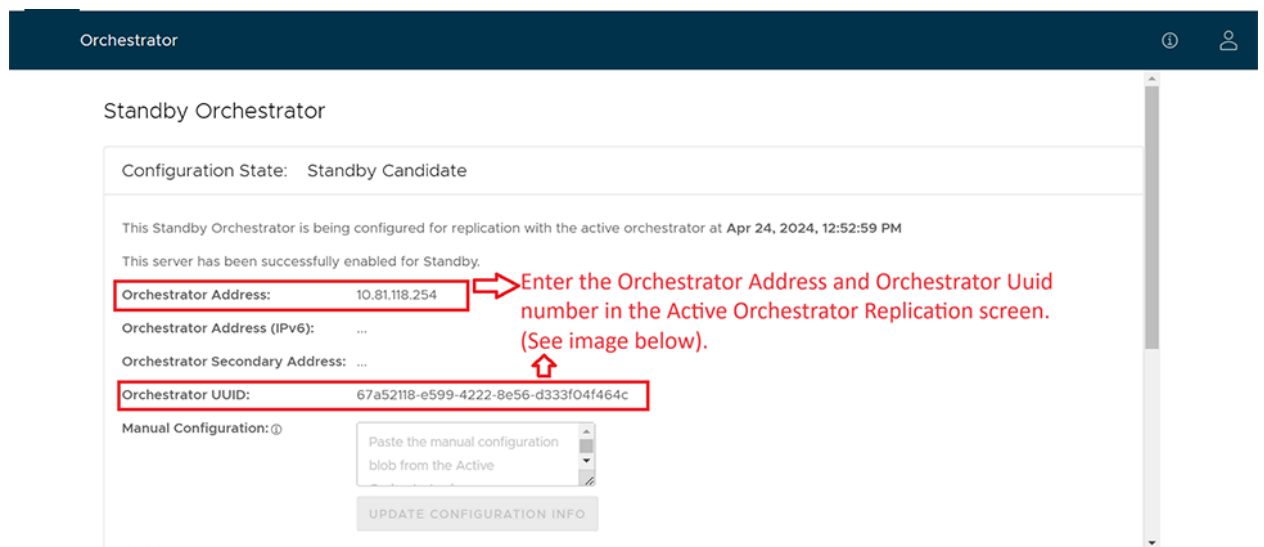 Orchestrator
Standby Orchestrator
Configuration State: Standby Candidate
This Standby Orchestrator is being configured for replication with the active orchestrator at Apr 24, 2024, 12:52:59 PM
This server has been successfully enabled for Standby.
Orchestrator Address: 10.81.118.254
Enter the Orchestrator Address and Orchestrator Uuid
number in the Active Orchestrator Replication screen.
(See image below).
Orchestrator Address (IPv6): ...
Orchestrator Secondary Address: ...
Orchestrator UUID: 67a52118-e599-4222-8e56-d333f04f464c
Manual Configuration:
Paste the manual configuration
blob from the Active
UPDATE CONFIGURATION INFO